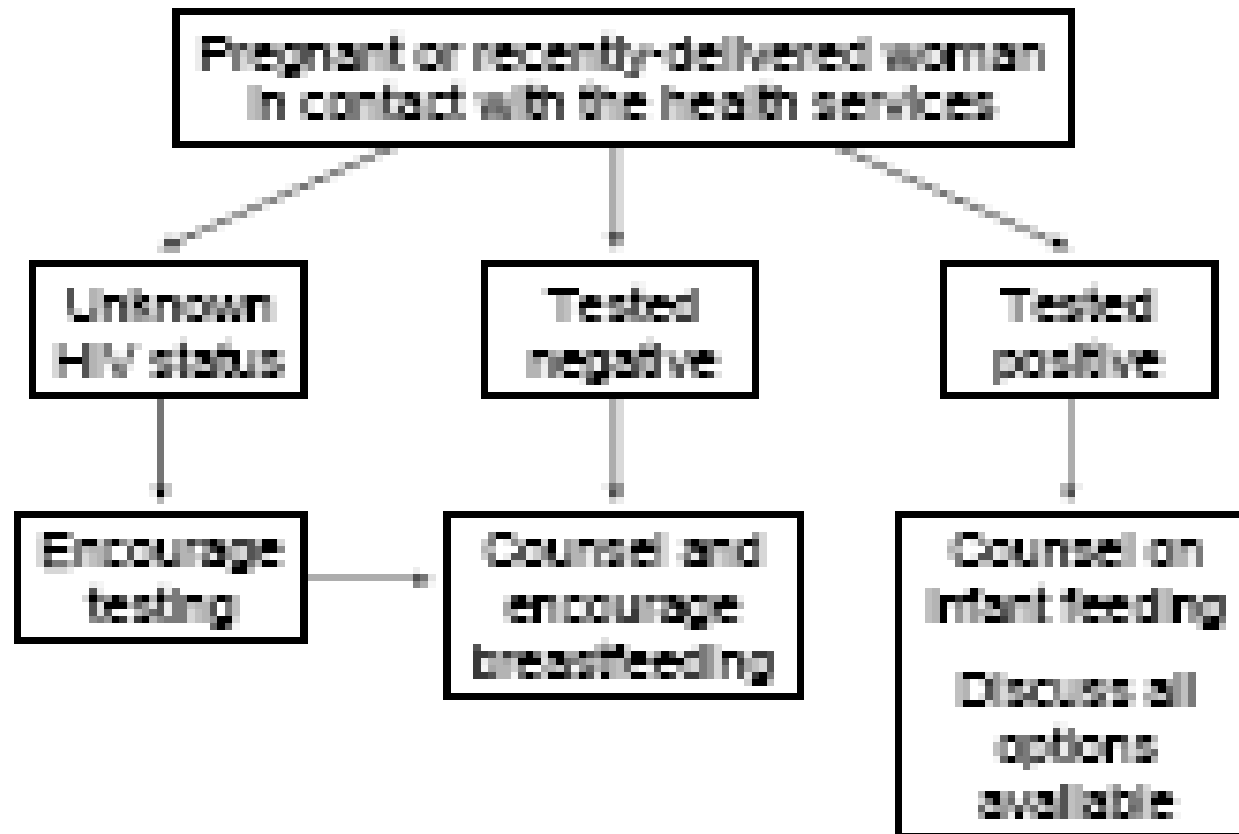 Pregnant or recently-delivered woman
in contact with the health services
Unknown
HIV status
Tested
negative
Tested
positive
Encourage
testing
Counsel and
encourage
breastfeeding
Counsel on
infant feeding
Discuss all
options
available